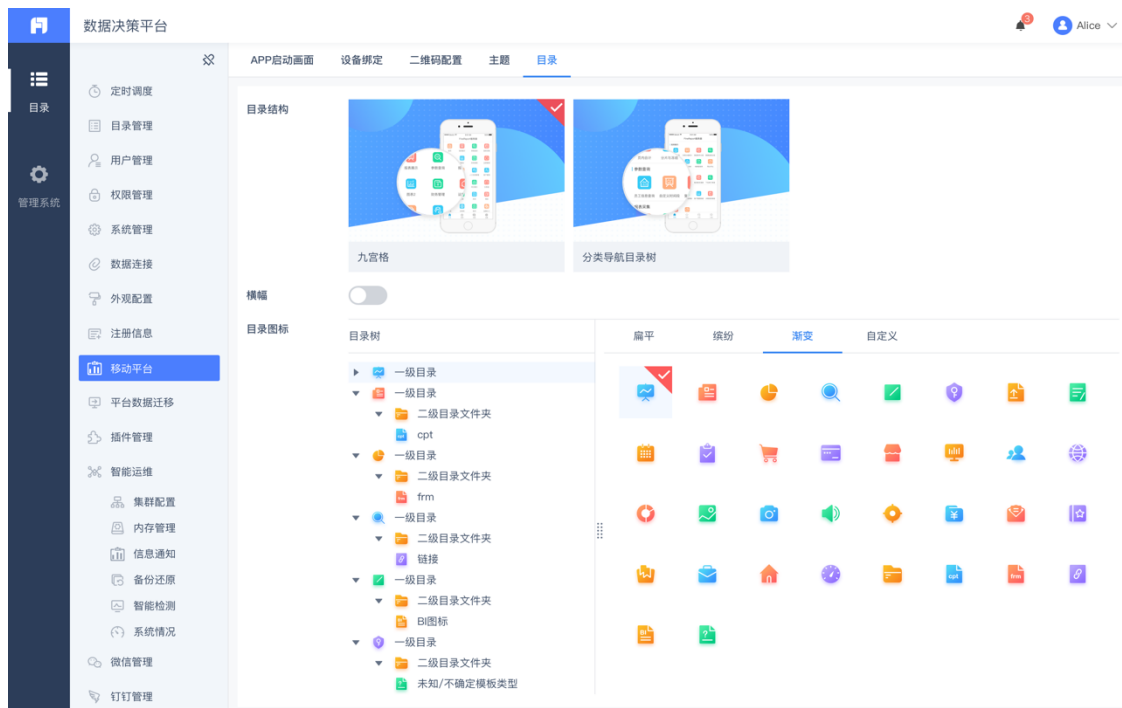 数据决策平台
3
Alice
目录
管理系统
定时调度
目录管理
用户管理
权限管理
系统管理
数据连接
外观配置
注册信息
移动平台
平台数据迁移
插件管理
智能运维
集群配置
内存管理
信息通知
备份还原
智能检测
系统情况
微信管理
钉钉管理
APP启动画面 设备绑定 二维码配置 主题 目录
目录结构
九宫格
分类导航目录树
横幅
目录图标
目录树
一级目录
一级目录
二级目录文件夹
cpt
一级目录
二级目录文件夹
frm
一级目录
二级目录文件夹
链接
一级目录
二级目录文件夹
BI图标
一级目录
二级目录文件夹
未知/不确定模板类型
扁平 缤纷 渐变 自定义
cpt frm
BI